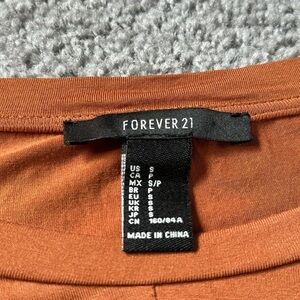 FOREVER 21
US S
CA P
MX S/P
BR P
EU S
UK S
KR S
JP S
CN 160/84A
MADE IN CHINA